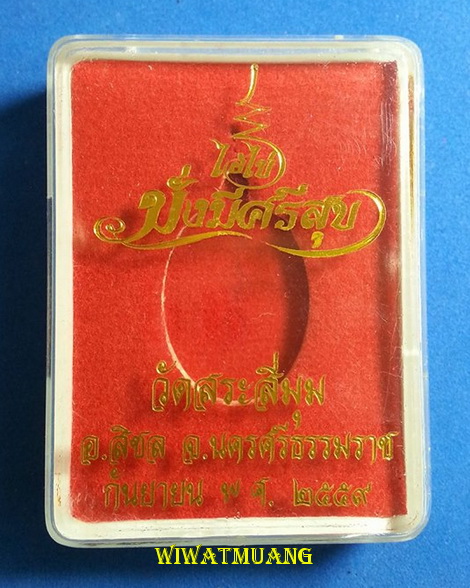 ไอ้ไข่
มั่งมีศรีสุข
วัดสระสี่มุม
อ.สิชล จ.นครศรีธรรมราช
กันยายน พ.ศ. ๒๕๕๙
WIWATMUANG